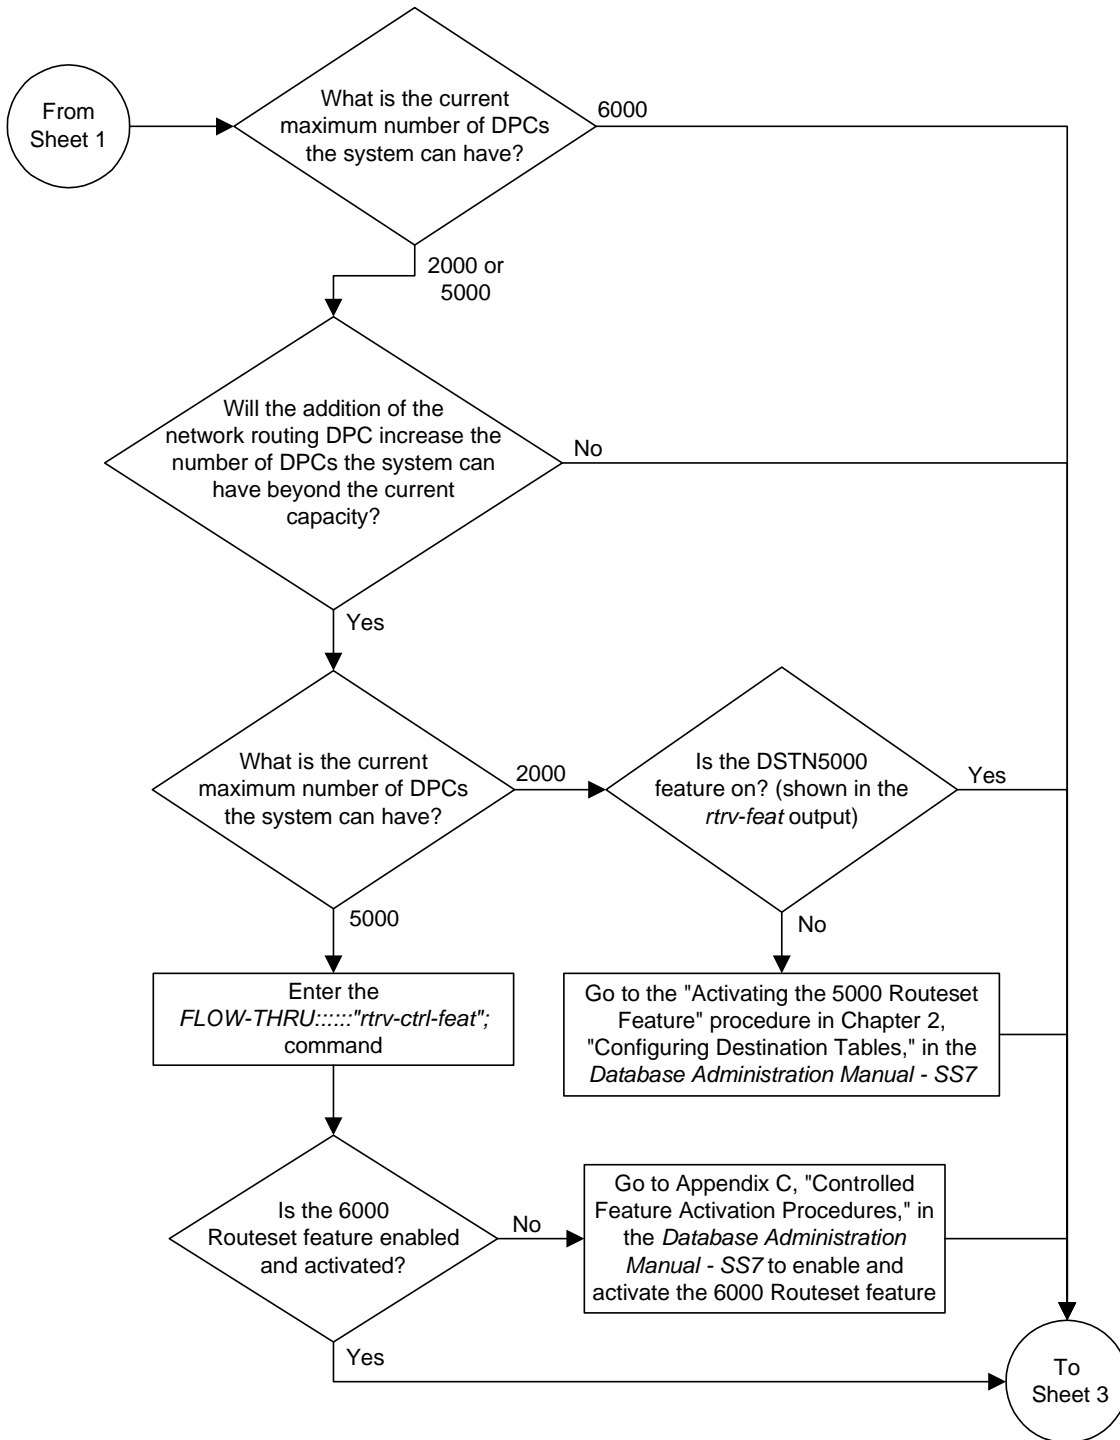 From
Sheet 1
What is the current
maximum number of DPCs
the system can have?
6000
2000 or
5000
Will the addition of the
network routing DPC increase the
number of DPCs the system can
have beyond the current
capacity?
No
Yes
What is the current
maximum number of DPCs
the system can have?
2000
Is the DSTN5000
feature on? (shown in the
rtrv-feat output)
Yes
5000
No
Enter the
FLOW-THRU::::::"rtrv-ctrl-feat";
command
Go to the "Activating the 5000 Routeset
Feature" procedure in Chapter 2,
"Configuring Destination Tables," in the
Database Administration Manual - SS7
Is the 6000
Routeset feature enabled
and activated?
No
Go to Appendix C, "Controlled
Feature Activation Procedures," in
the Database Administration
Manual - SS7 to enable and
activate the 6000 Routeset feature
Yes
To
Sheet 3